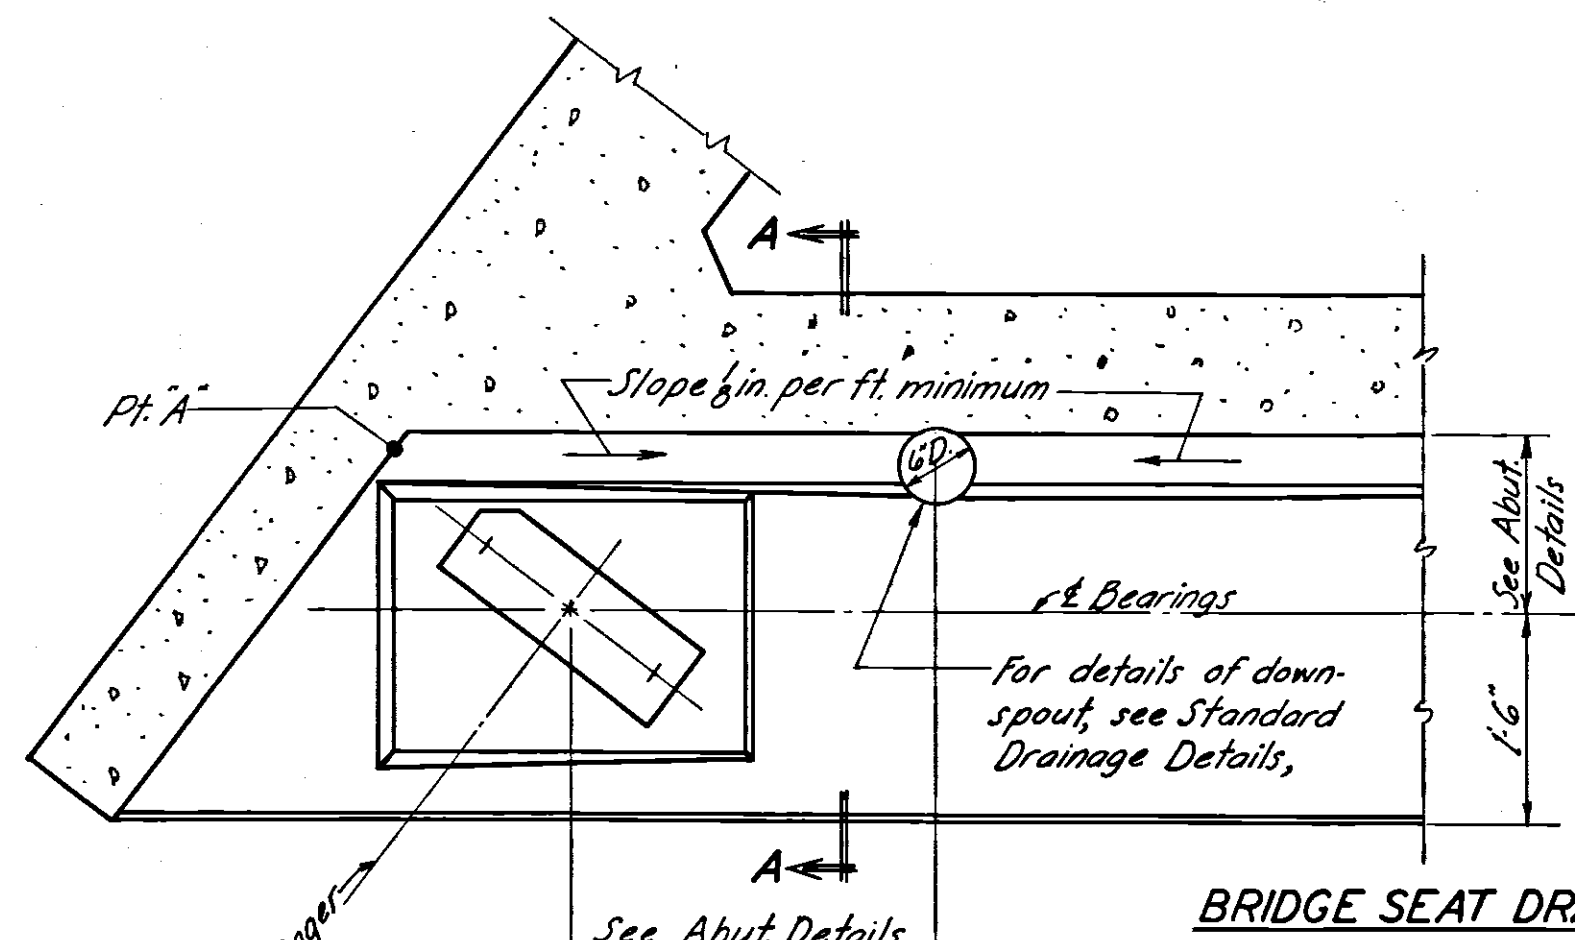 A
Slope 1/8 in. per ft. minimum
Pt. "A"
6"D.
See Abut.
Details
℄ Bearings
For details of down-
spout, see Standard
Drainage Details,
1'-6"
A
See Abut. Details
BRIDGE SEAT